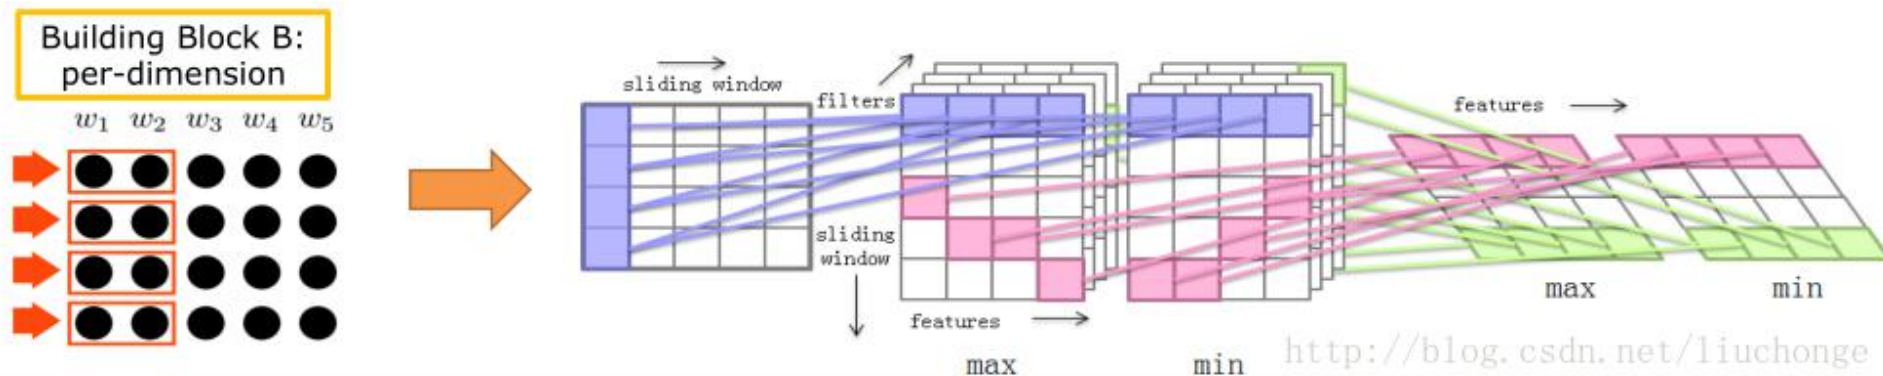 Building Block B:
per-dimension
w₁ w₂ w₃ w₄ w₅
sliding window
filters
sliding
window
features
max
min
features
max
min
http://blog.csdn.net/liuchonge